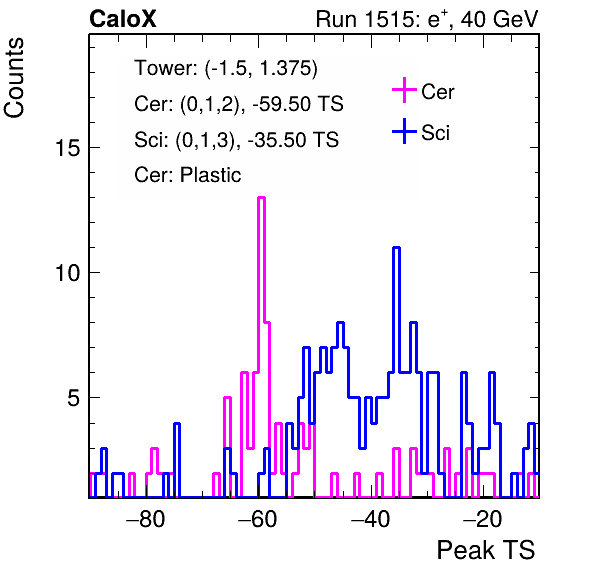 CaloX Run 1515: e⁺, 40 GeV
Counts
Tower: (-1.5, 1.375)
Cer: (0,1,2), -59.50 TS
Sci: (0,1,3), -35.50 TS
Cer: Plastic
Cer
Sci
15
10
5
−80 −60 −40 −20
Peak TS